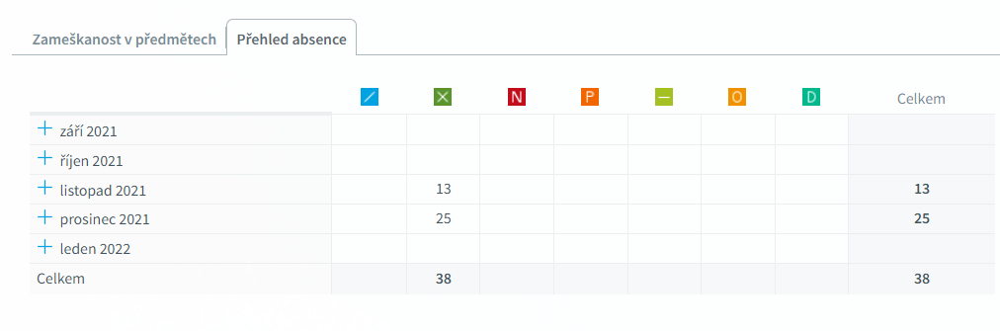 Zameškanost v předmětech Přehled absence
N P O D Celkem
září 2021
říjen 2021
listopad 2021 13 13
prosinec 2021 25 25
leden 2022
Celkem 38 38